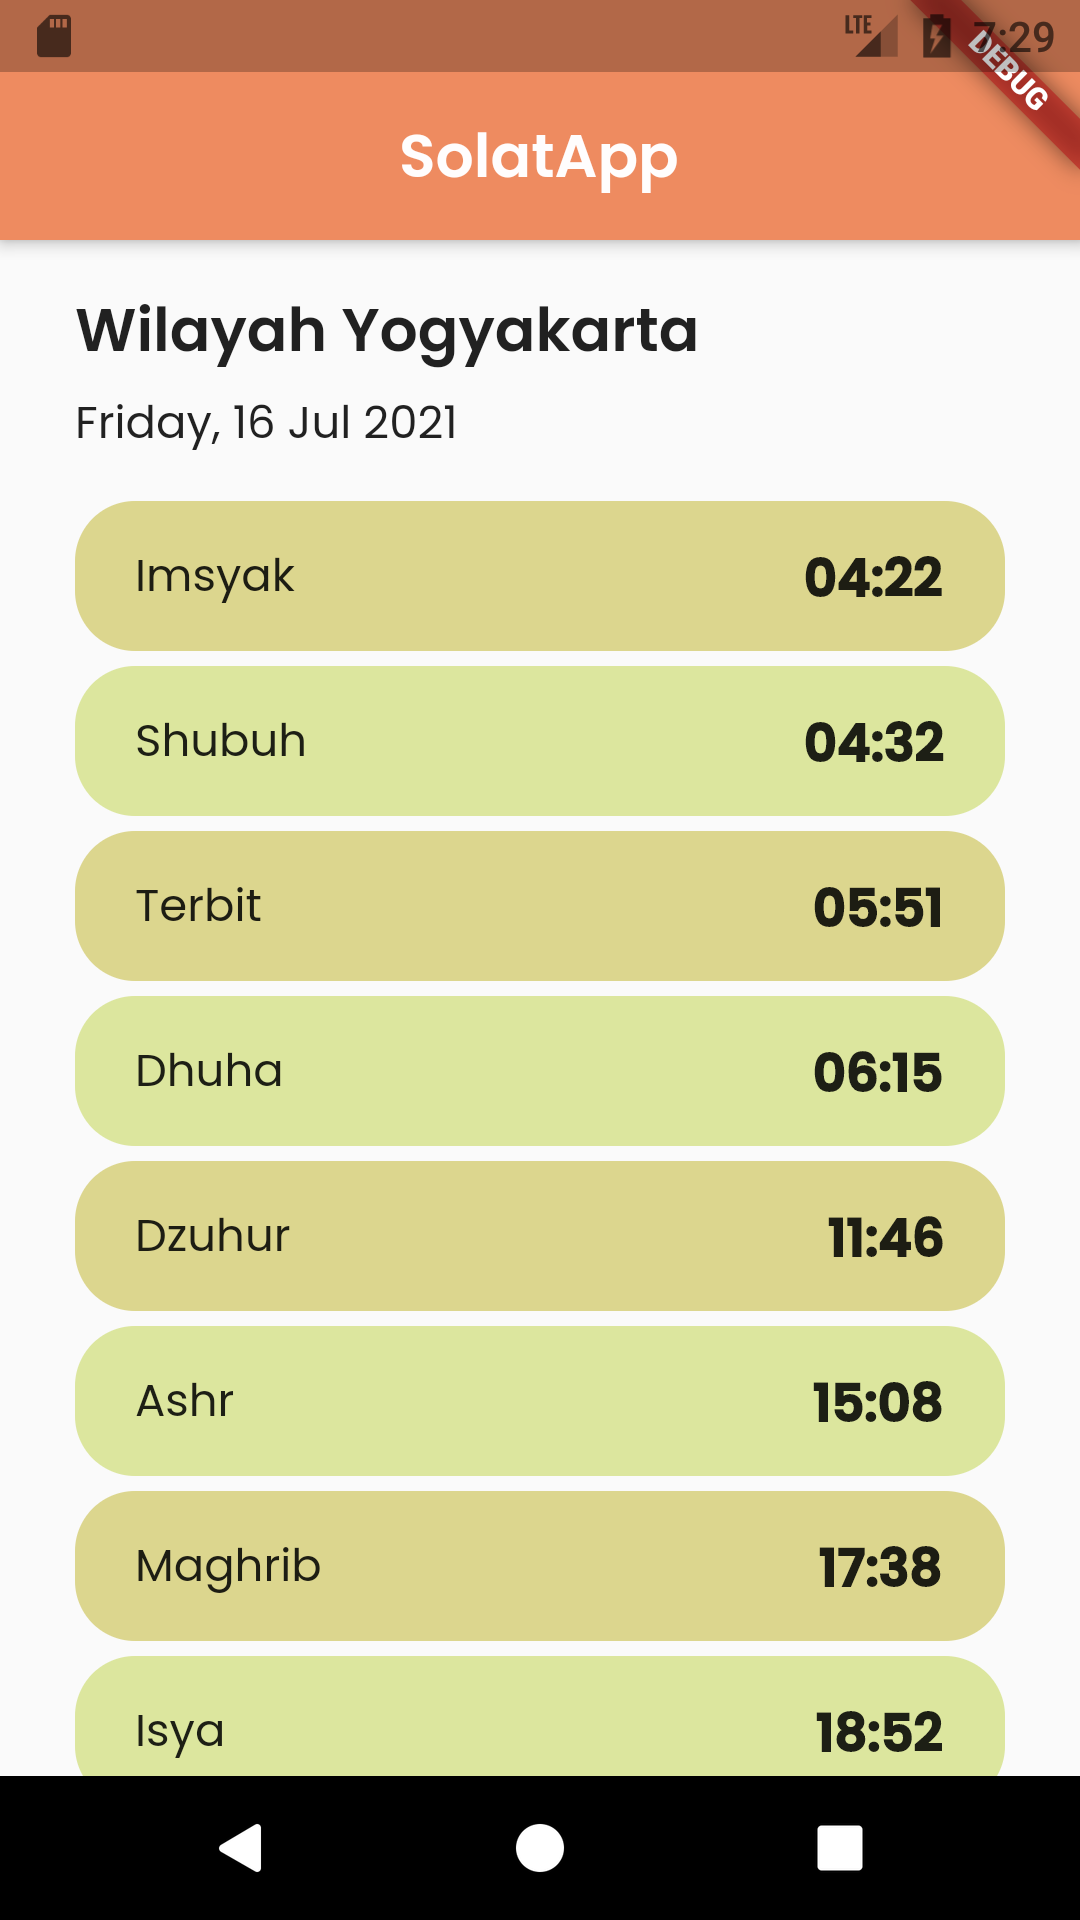 LTE 7:29
DEBUG
SolatApp
Wilayah Yogyakarta
Friday, 16 Jul 2021
Imsyak 04:22
Shubuh 04:32
Terbit 05:51
Dhuha 06:15
Dzuhur 11:46
Ashr 15:08
Maghrib 17:38
Isya 18:52